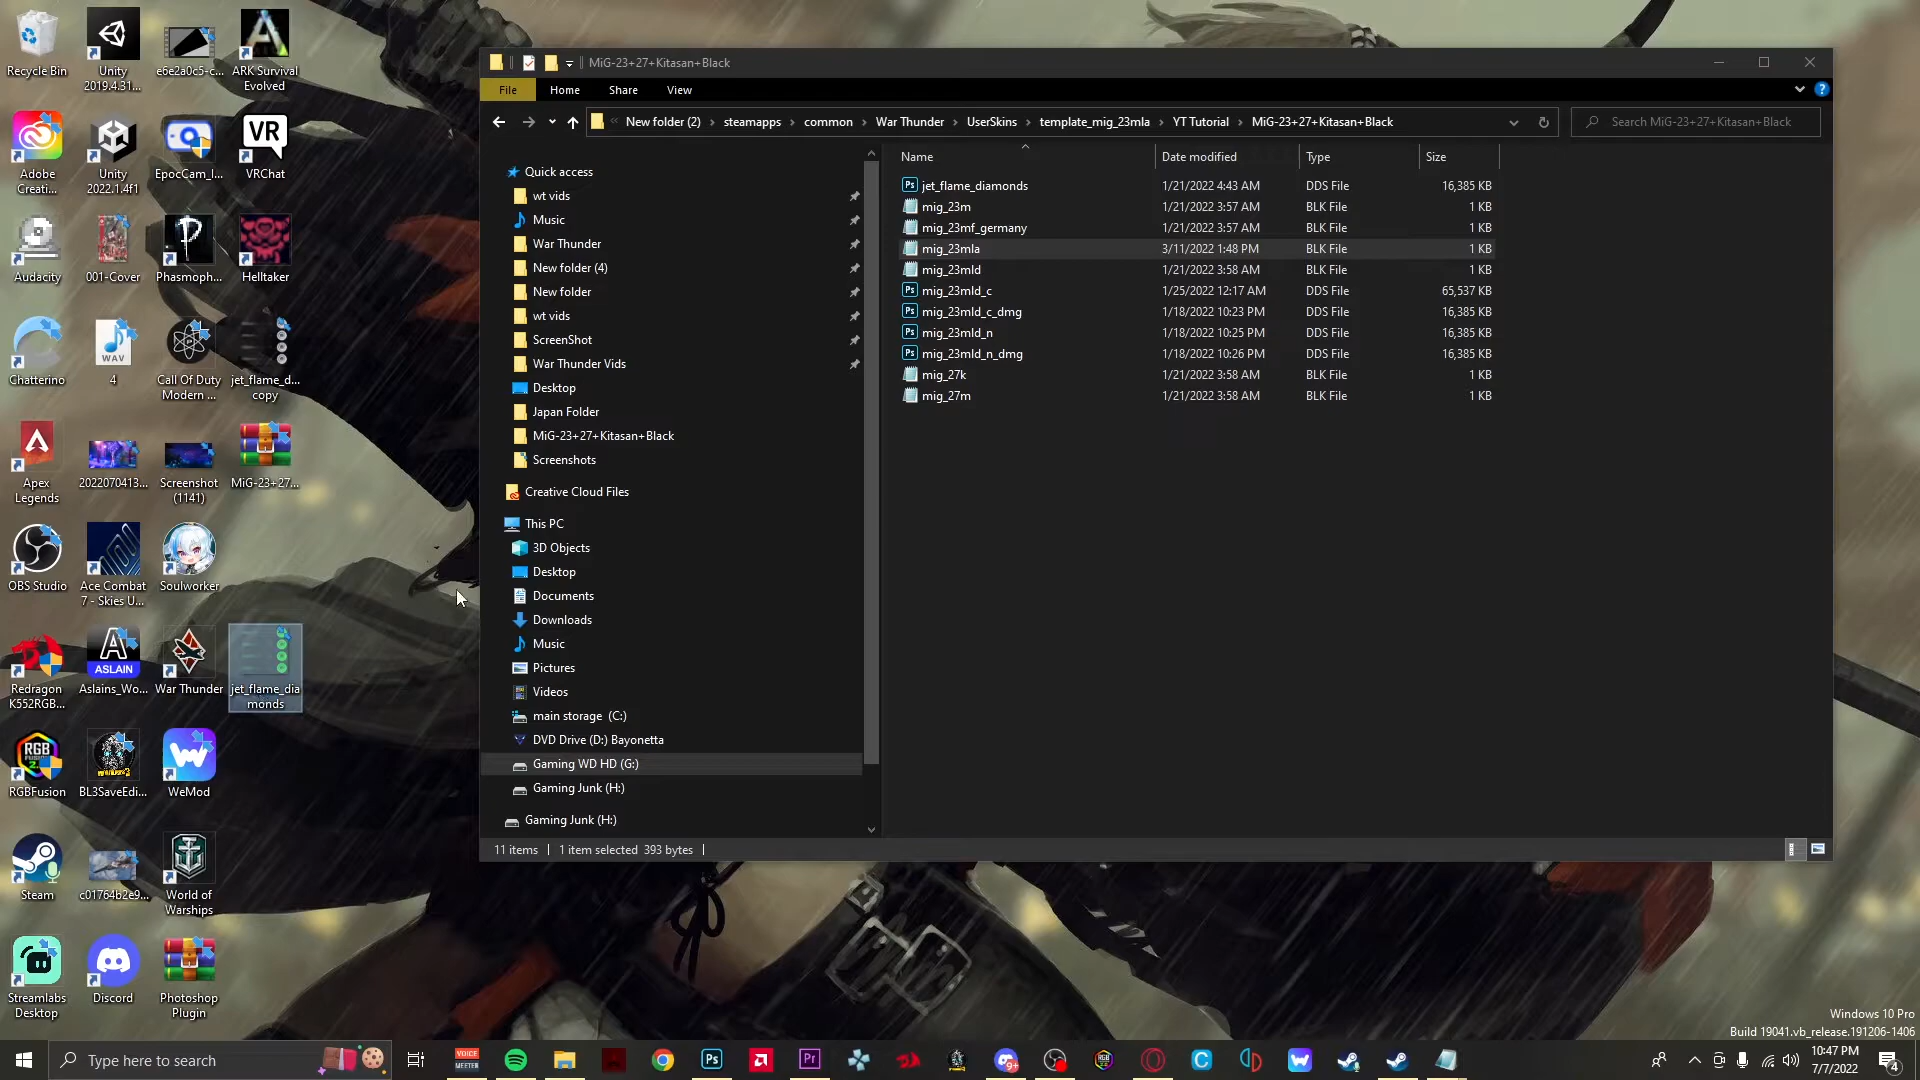 Recycle Bin
Unity
2019.4.31...
e6e2a0c5-c...
ARK Survival
Evolved
Adobe
Creati...
Unity
2022.1.4f1
EpocCam_I...
VR
VRChat
Audacity
001-Cover
Phasmoph...
Helltaker
Chatterino
WAV
4
Call Of Duty
Modern ...
jet_flame_d...
copy
Apex
Legends
2022070413...
Screenshot
(1141)
MiG-23+27...
OBS Studio
Ace Combat
7 - Skies U...
Soulworker
Redragon
K552RGB...
ASLAIN
Aslains_Wo...
War Thunder
jet_flame_dia
monds
RGB
RGBFusion
BL3SaveEdi...
WeMod
Steam
c01764b2e9...
World of
Warships
Streamlabs
Desktop
Discord
Photoshop
Plugin
MiG-23+27+Kitasan+Black
File
Home
Share
View
New folder (2) > steamapps > common > War Thunder > UserSkins > template_mig_23mla > YT Tutorial > MiG-23+27+Kitasan+Black
Search MiG-23+27+Kitasan+Black
Quick access
wt vids
Music
War Thunder
New folder (4)
New folder
wt vids
ScreenShot
War Thunder Vids
Desktop
Japan Folder
MiG-23+27+Kitasan+Black
Screenshots
Creative Cloud Files
This PC
3D Objects
Desktop
Documents
Downloads
Music
Pictures
Videos
main storage (C:)
DVD Drive (D:) Bayonetta
Gaming WD HD (G:)
Gaming Junk (H:)
Gaming Junk (H:)
Name Date modified Type Size
jet_flame_diamonds 1/21/2022 4:43 AM DDS File 16,385 KB
mig_23m 1/21/2022 3:57 AM BLK File 1 KB
mig_23mf_germany 1/21/2022 3:57 AM BLK File 1 KB
mig_23mla 3/11/2022 1:48 PM BLK File 1 KB
mig_23mld 1/21/2022 3:58 AM BLK File 1 KB
mig_23mld_c 1/25/2022 12:17 AM DDS File 65,537 KB
mig_23mld_c_dmg 1/18/2022 10:23 PM DDS File 16,385 KB
mig_23mld_n 1/18/2022 10:25 PM DDS File 16,385 KB
mig_23mld_n_dmg 1/18/2022 10:26 PM DDS File 16,385 KB
mig_27k 1/21/2022 3:58 AM BLK File 1 KB
mig_27m 1/21/2022 3:58 AM BLK File 1 KB
11 items 1 item selected 393 bytes
Windows 10 Pro
Build 19041.vb_release.191206-1406
Type here to search
VOICE
MEETER
Ps
Pr
9+
10:47 PM
7/7/2022
4